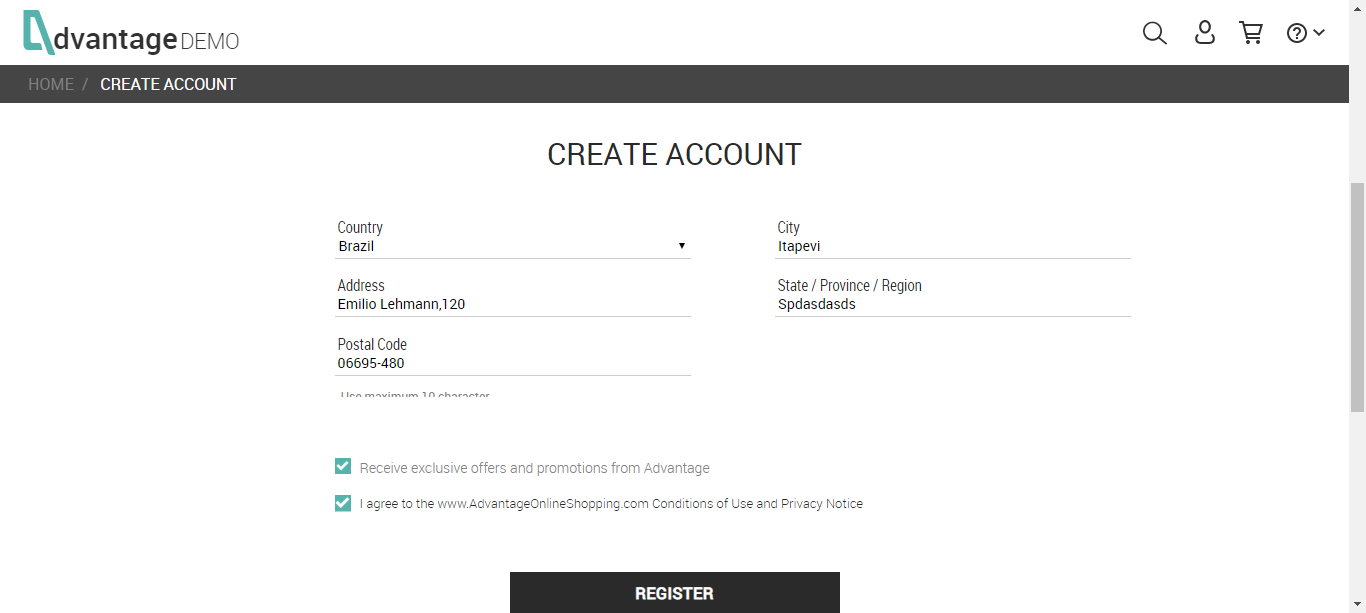 dvantage DEMO
HOME / CREATE ACCOUNT
CREATE ACCOUNT
Country
Brazil
City
Itapevi
Address
Emilio Lehmann,120
State / Province / Region
Spdasdasds
Postal Code
06695-480
Use maximum 10 character
Receive exclusive offers and promotions from Advantage
I agree to the www.AdvantageOnlineShopping.com Conditions of Use and Privacy Notice
REGISTER